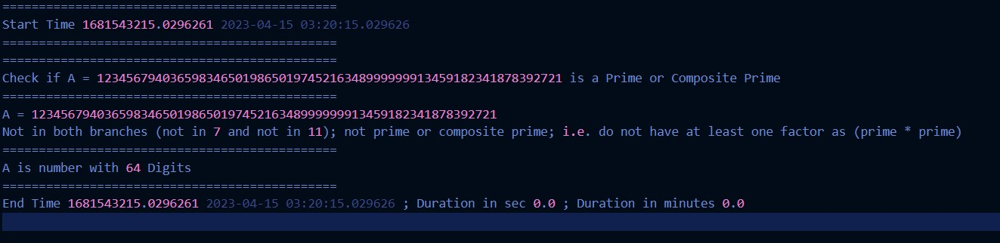 ==============================================
Start Time 1681543215.0296261 2023-04-15 03:20:15.029626
==============================================
==============================================
Check if A = 1234567940365983465019865019745216348999999913459182341878392721 is a Prime or Composite Prime
==============================================
A = 1234567940365983465019865019745216348999999913459182341878392721
Not in both branches (not in 7 and not in 11); not prime or composite prime; i.e. do not have at least one factor as (prime * prime)
==============================================
A is number with 64 Digits
==============================================
End Time 1681543215.0296261 2023-04-15 03:20:15.029626 ; Duration in sec 0.0 ; Duration in minutes 0.0